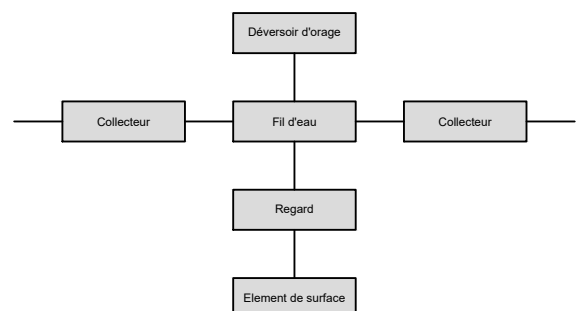 Déversoir d'orage
Collecteur
Fil d'eau
Collecteur
Regard
Element de surface